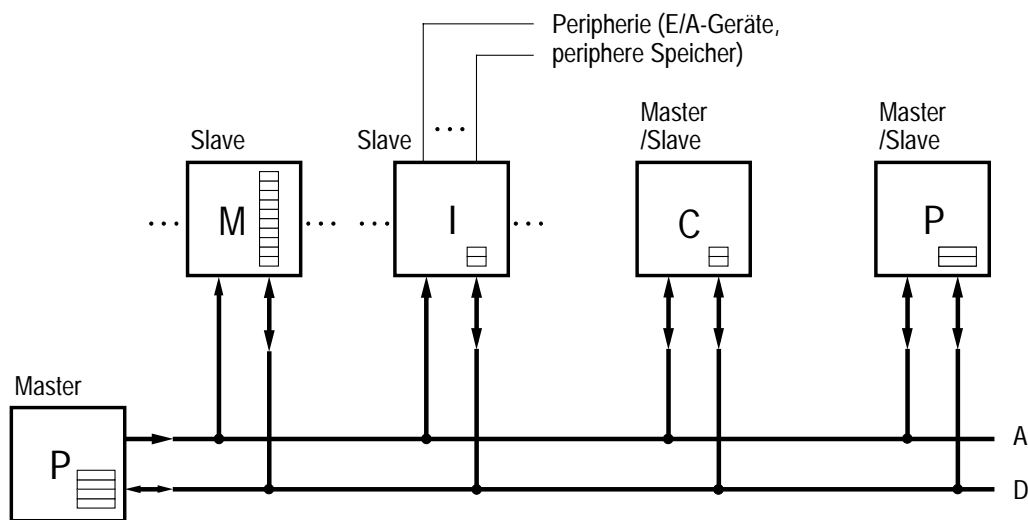 Peripherie (E/A-Geräte,
periphere Speicher)
Slave
Slave
Master
/Slave
Master
/Slave
M
I
C
P
Master
P
A
D